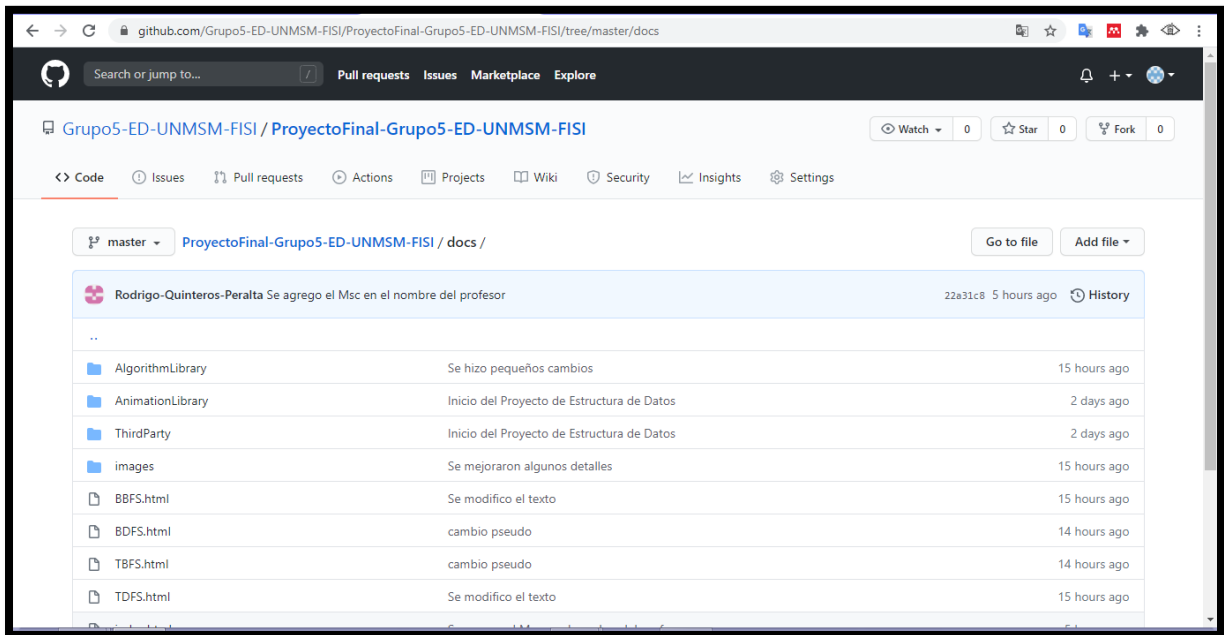 github.com/Grupo5-ED-UNMSM-FISI/ProyectoFinal-Grupo5-ED-UNMSM-FISI/tree/master/docs
Search or jump to... / Pull requests Issues Marketplace Explore
Grupo5-ED-UNMSM-FISI / ProyectoFinal-Grupo5-ED-UNMSM-FISI Watch 0 Star 0 Fork 0
Code Issues Pull requests Actions Projects Wiki Security Insights Settings
master ProyectoFinal-Grupo5-ED-UNMSM-FISI / docs / Go to file Add file
Rodrigo-Quinteros-Peralta Se agrego el Msc en el nombre del profesor 22a31c8 5 hours ago History
..
AlgorithmLibrary Se hizo pequeños cambios 15 hours ago
AnimationLibrary Inicio del Proyecto de Estructura de Datos 2 days ago
ThirdParty Inicio del Proyecto de Estructura de Datos 2 days ago
images Se mejoraron algunos detalles 15 hours ago
BBFS.html Se modifico el texto 15 hours ago
BDFS.html cambio pseudo 14 hours ago
TBFS.html cambio pseudo 14 hours ago
TDFS.html Se modifico el texto 15 hours ago